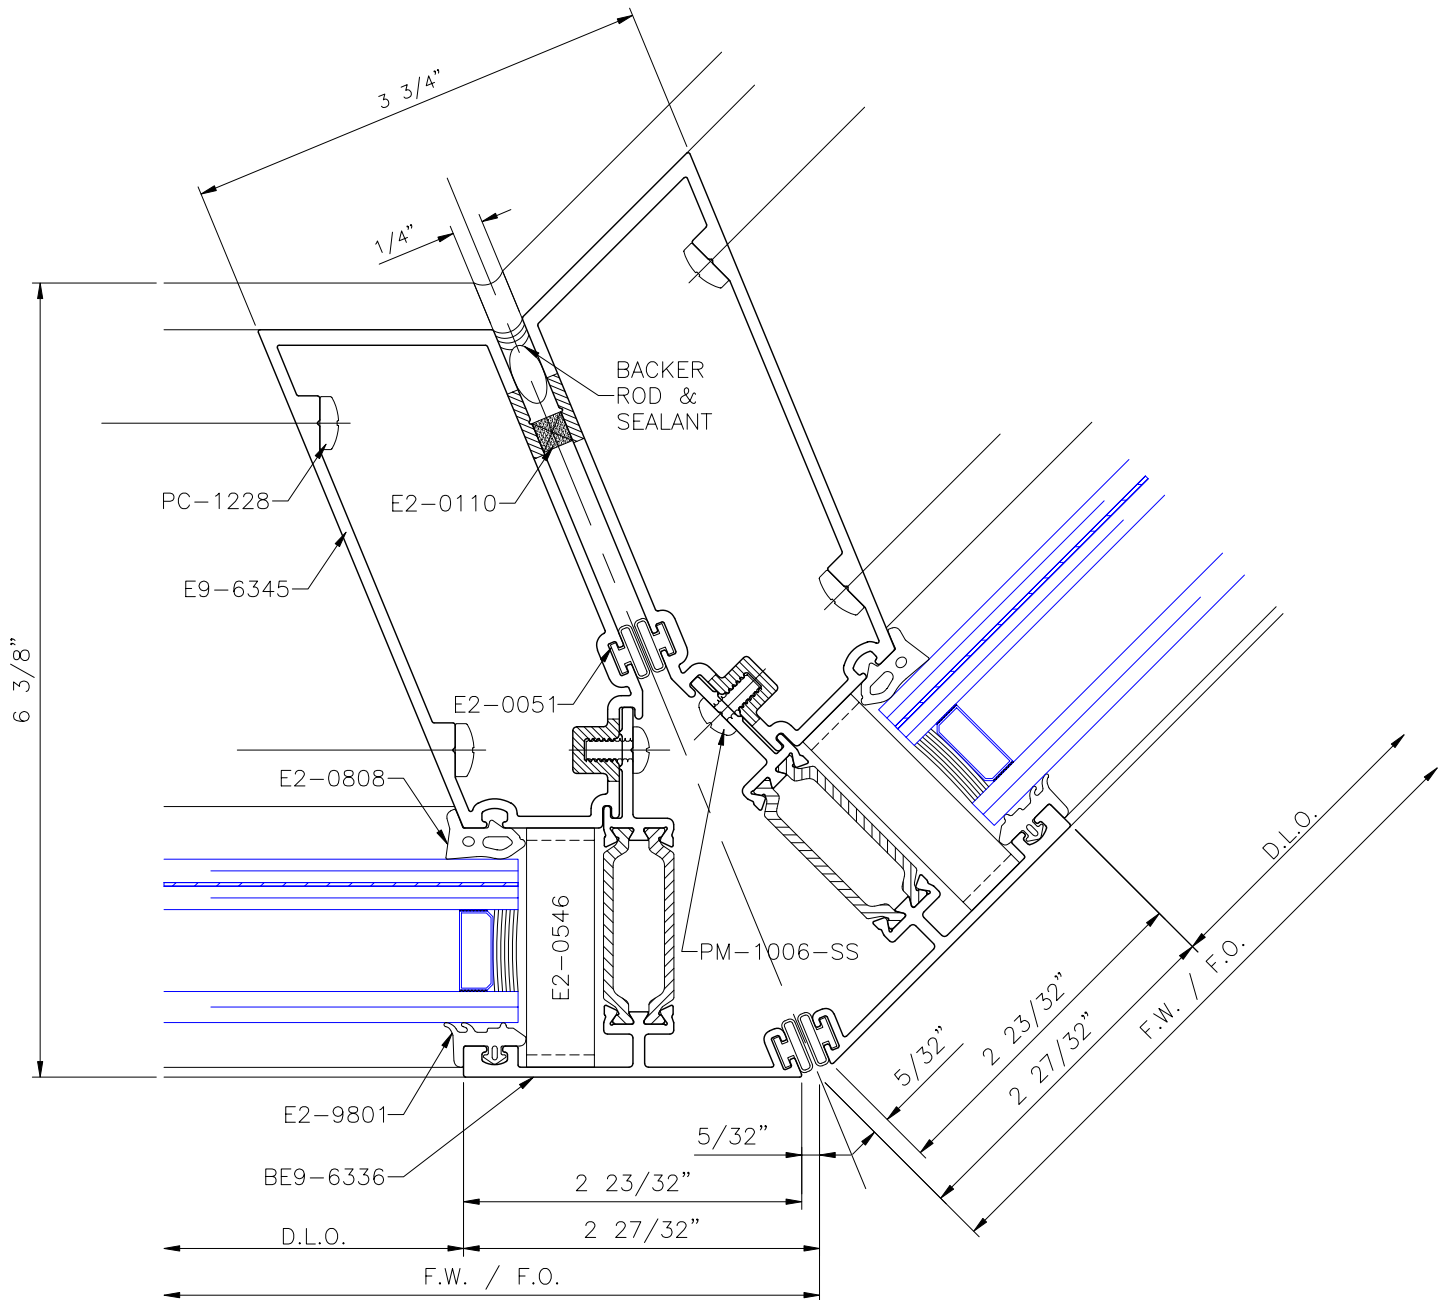 3 3/4"
1/4"
BACKER
ROD &
SEALANT
PC-1228
E2-0110
E9-6345
6 3/8"
E2-0051
E2-0808
E2-0546
PM-1006-SS
D.L.O.
F.W. / F.O.
2 23/32"
2 27/32"
5/32"
E2-9801
5/32"
BE9-6336
2 23/32"
2 27/32"
D.L.O.
F.W. / F.O.